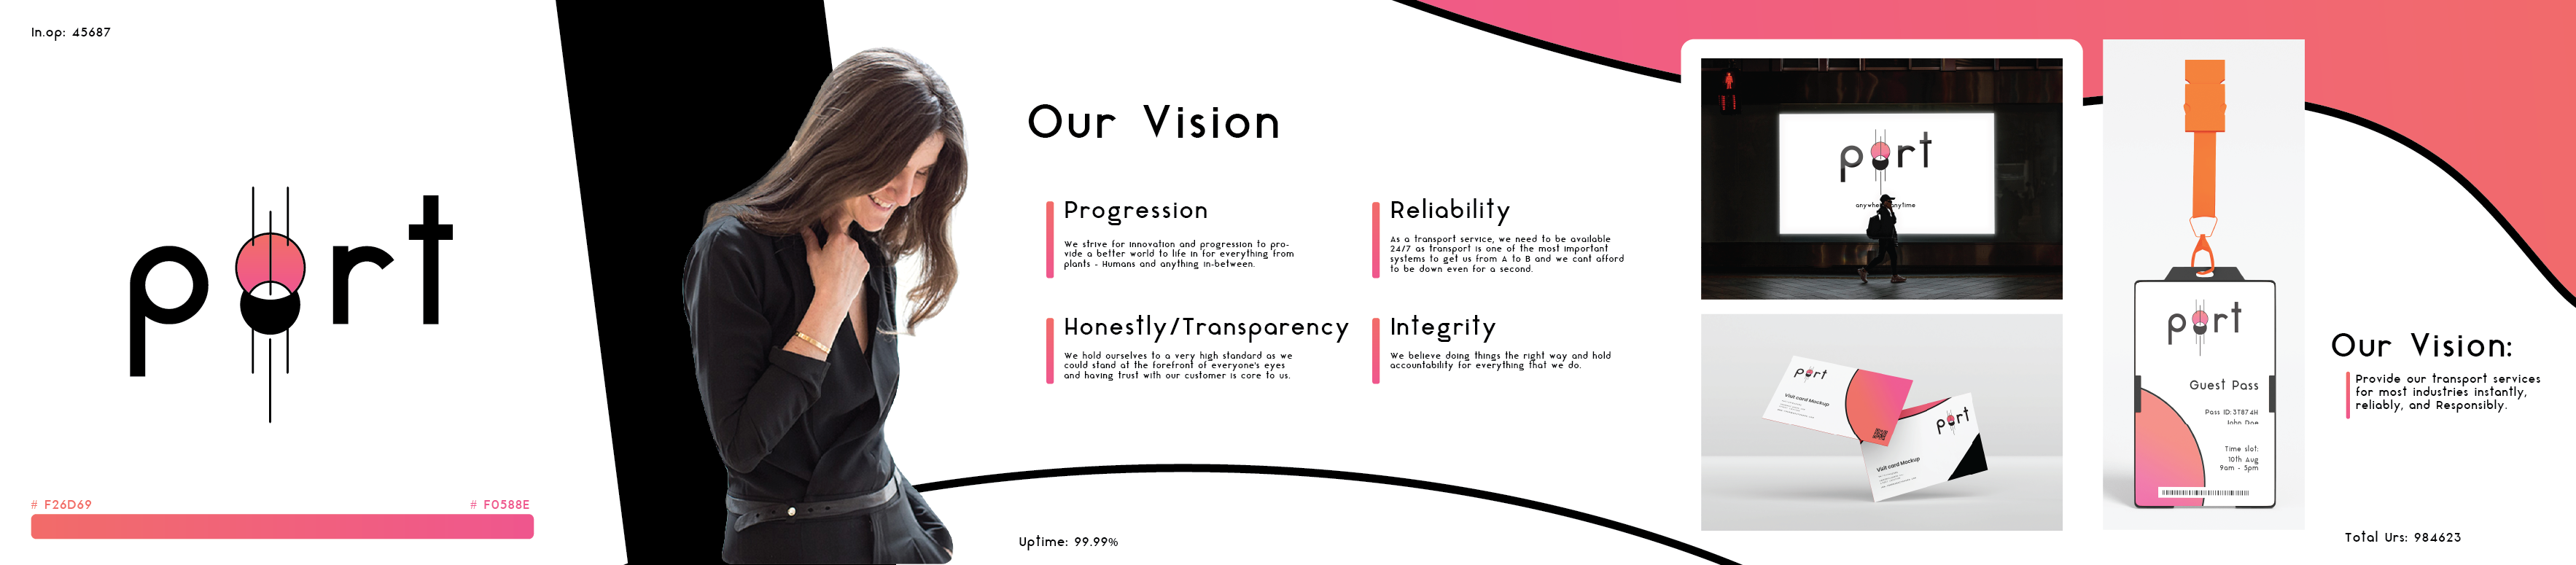 In.op: 45687
port
# F26D69
# F0588E
Our Vision
Progression
We strive for innovation and progression to pro-
vide a better world to life in for everything from
plants - Humans and anything in-between.
Reliability
As a transport service, we need to be available
24/7 as transport is one of the most important
systems to get us from A to B and we cant afford
to be down even for a second.
Honestly/Transparency
We hold ourselves to a very high standard as we
could stand at the forefront of everyone's eyes
and having trust with our customer is core to us.
Integrity
We believe doing things the right way and hold
accountability for everything that we do.
Uptime: 99.99%
port
port
Visit card Mockup
port
Visit card Mockup
port
Guest Pass
Pass ID:3T874H
John Doe
Time slot:
10th Aug
9am - 5pm
Our Vision:
Provide our transport services
for most industries instantly,
reliably, and Responsibly.
Total Urs: 984623